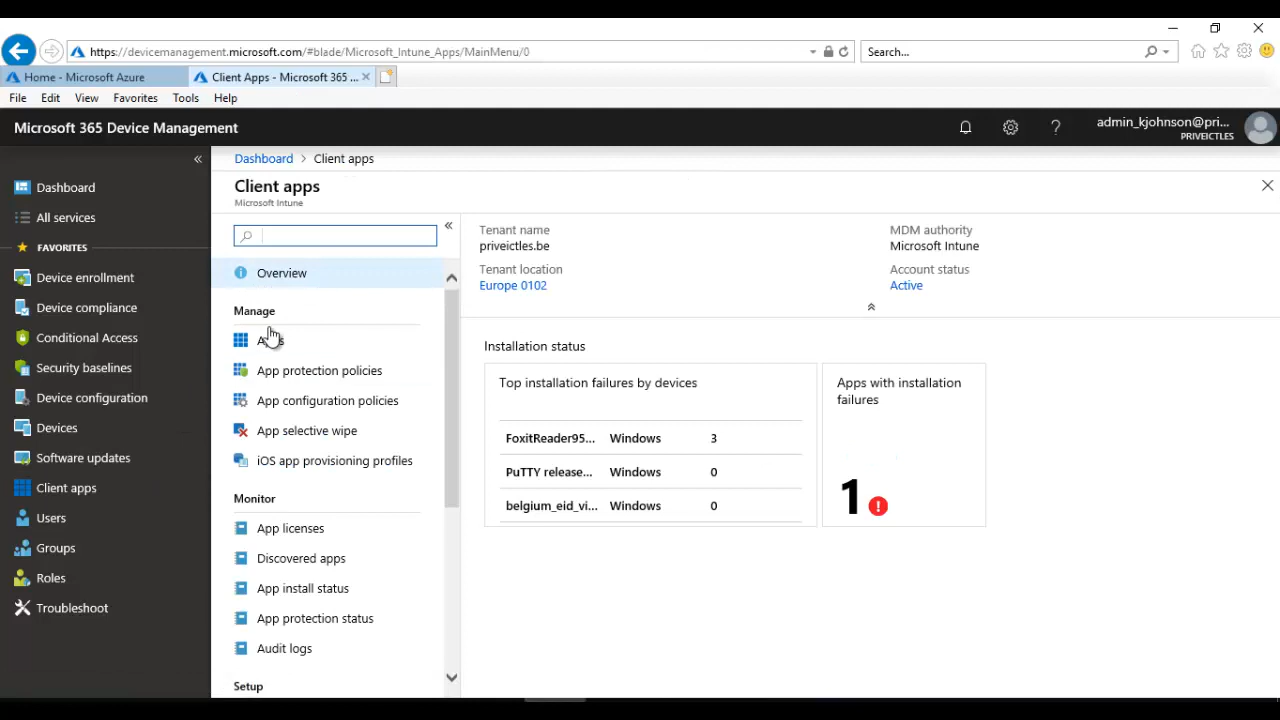 https://devicemanagement.microsoft.com/#blade/Microsoft_Intune_Apps/MainMenu/0
Search...
Home - Microsoft Azure
Client Apps - Microsoft 365 ...
File Edit View Favorites Tools Help
Microsoft 365 Device Management
admin_kjohnson@pri...
PRIVEICTLES
Dashboard
All services
FAVORITES
Device enrollment
Device compliance
Conditional Access
Security baselines
Device configuration
Devices
Software updates
Client apps
Users
Groups
Roles
Troubleshoot
Dashboard > Client apps
Client apps
Microsoft Intune
Overview
Manage
App protection policies
App configuration policies
App selective wipe
iOS app provisioning profiles
Monitor
App licenses
Discovered apps
App install status
App protection status
Audit logs
Setup
Tenant name
priveictles.be
Tenant location
Europe 0102
MDM authority
Microsoft Intune
Account status
Active
Installation status
Top installation failures by devices
FoxitReader95... Windows 3
PuTTY release... Windows 0
belgium_eid_vi... Windows 0
Apps with installation
failures
1